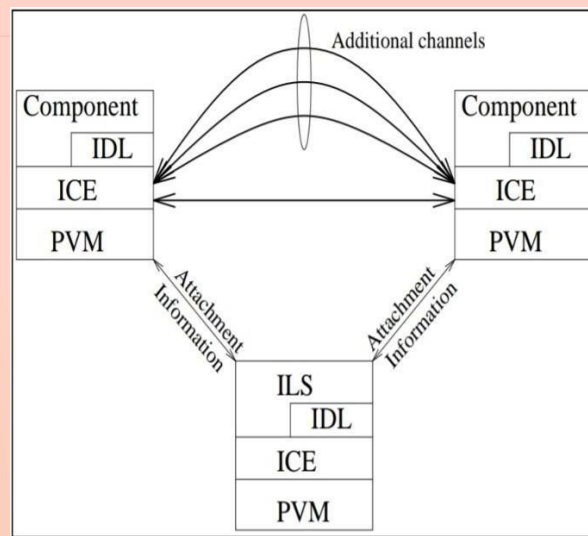 Additional channels
Component
IDL
ICE
PVM
Component
IDL
ICE
PVM
Attachment
Information
Attachment
Information
ILS
IDL
ICE
PVM